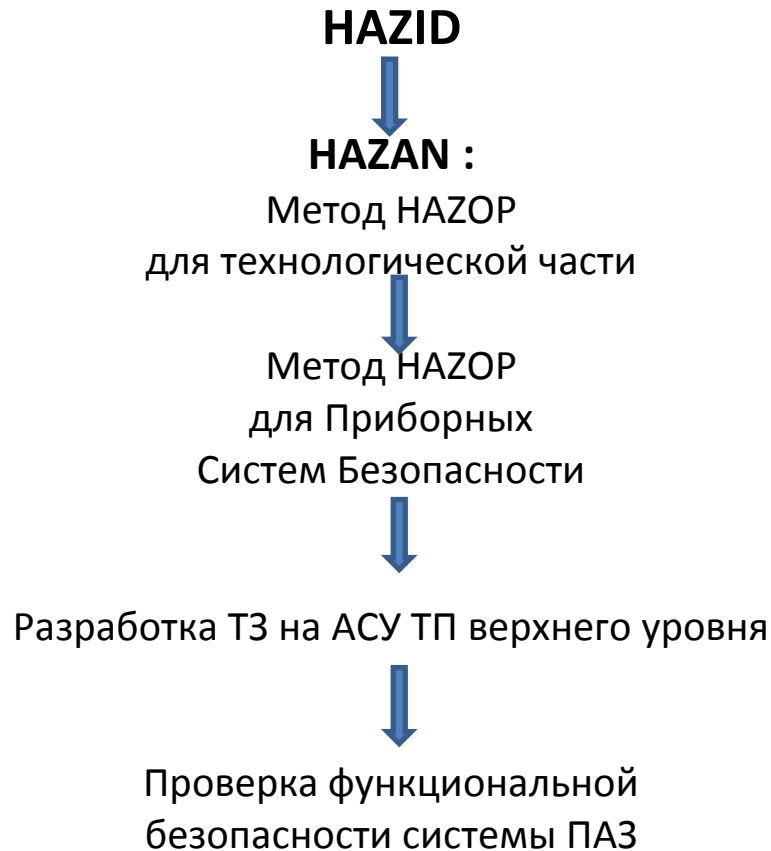 HAZID
HAZAN :
Метод HAZOP
для технологической части
Метод HAZOP
для Приборных
Систем Безопасности
Разработка ТЗ на АСУ ТП верхнего уровня
Проверка функциональной
безопасности системы ПАЗ